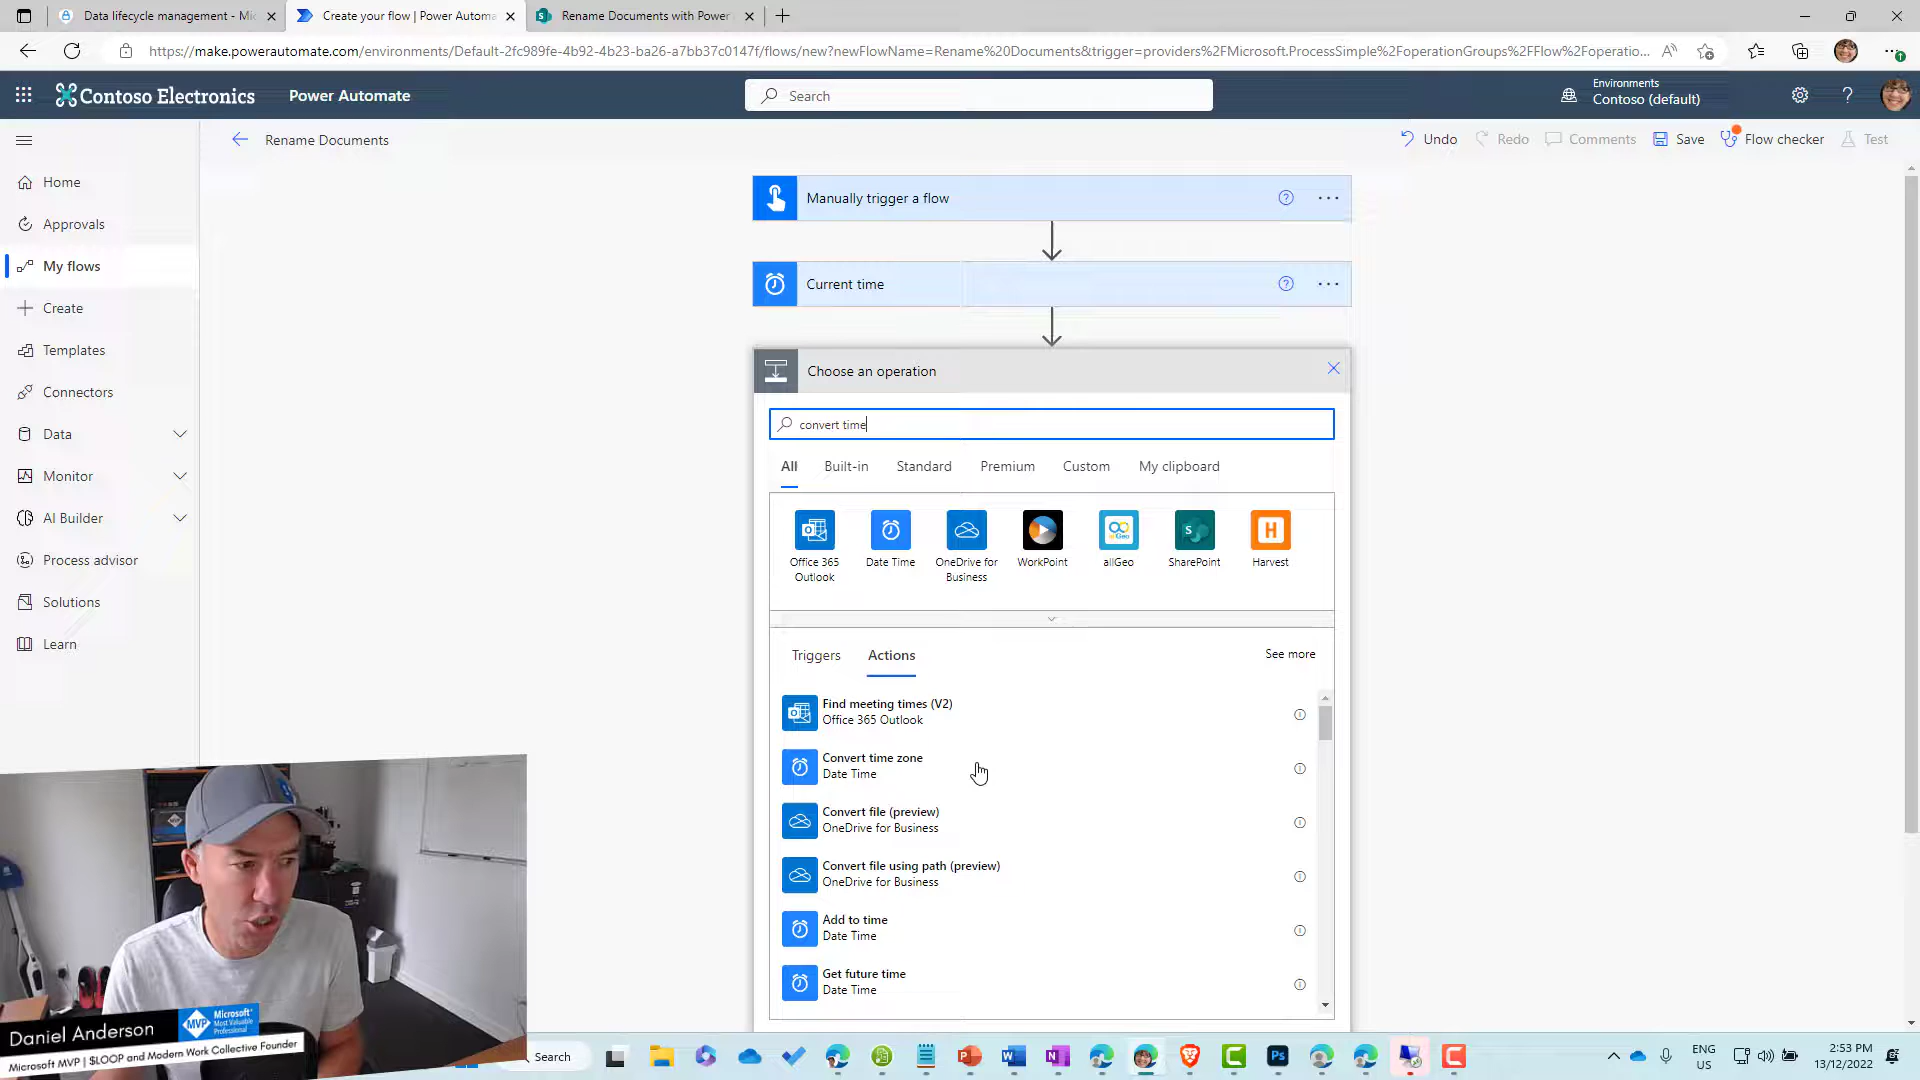 Data lifecycle management - Mi
Create your flow | Power Automa
Rename Documents with Power
https://make.powerautomate.com/environments/Default-2fc989fe-4b92-4b23-ba26-a7bb37c0147f/flows/new?newFlowName=Rename%20Documents&trigger=providers%2FMicrosoft.ProcessSimple%2FoperationGroups%2FFlow%2Foperatio...
Contoso Electronics
Power Automate
Search
Environments
Contoso (default)
Rename Documents
Undo
Redo
Comments
Save
Flow checker
Test
Home
Approvals
My flows
Create
Templates
Connectors
Data
Monitor
AI Builder
Process advisor
Solutions
Learn
Manually trigger a flow
Current time
Choose an operation
convert time
All
Built-in
Standard
Premium
Custom
My clipboard
Office 365
Outlook
Date Time
OneDrive for
Business
WorkPoint
allGeo
SharePoint
Harvest
Triggers
Actions
See more
Find meeting times (V2)
Office 365 Outlook
Convert time zone
Date Time
Convert file (preview)
OneDrive for Business
Convert file using path (preview)
OneDrive for Business
Add to time
Date Time
Get future time
Date Time
Daniel Anderson
MVP
Microsoft
Most Valuable
Professional
Microsoft MVP | $LOOP and Modern Work Collective Founder
Search
ENG
US
2:53 PM
13/12/2022